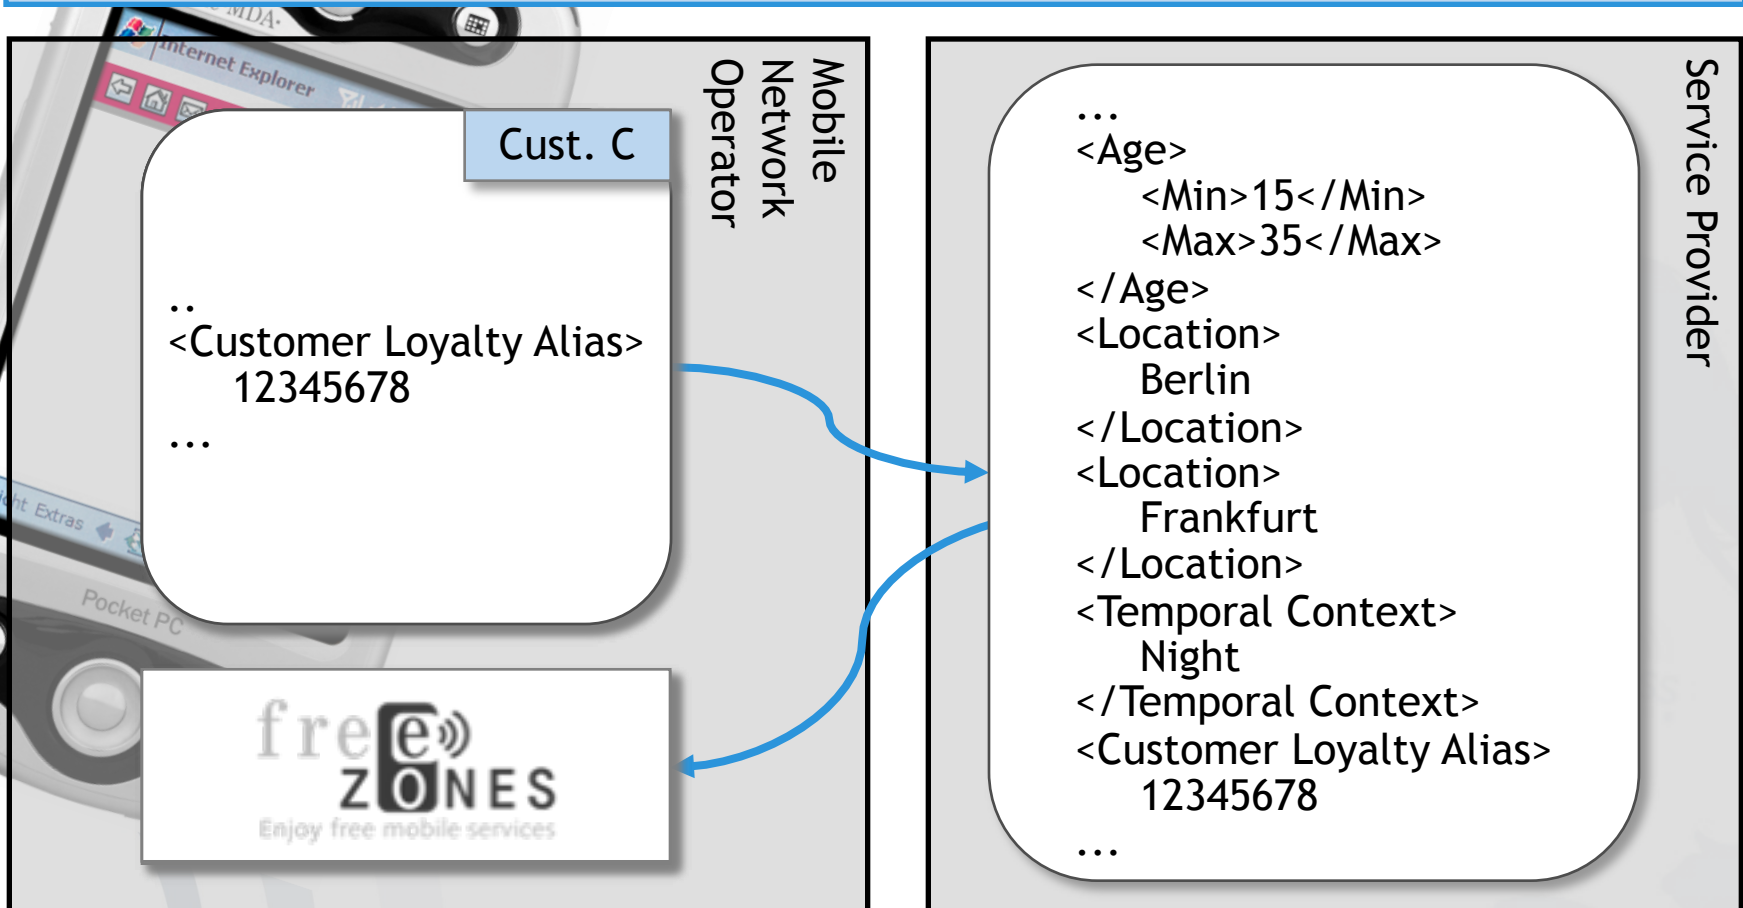 MDA
Internet Explorer
Extras
Pocket PC
Mobile
Network
Operator
Cust. C
..
<Customer Loyalty Alias>
12345678
...
free
ZONES
Enjoy free mobile services
Service Provider
...
<Age>
<Min>15</Min>
<Max>35</Max>
</Age>
<Location>
Berlin
</Location>
<Location>
Frankfurt
</Location>
<Temporal Context>
Night
</Temporal Context>
<Customer Loyalty Alias>
12345678
...